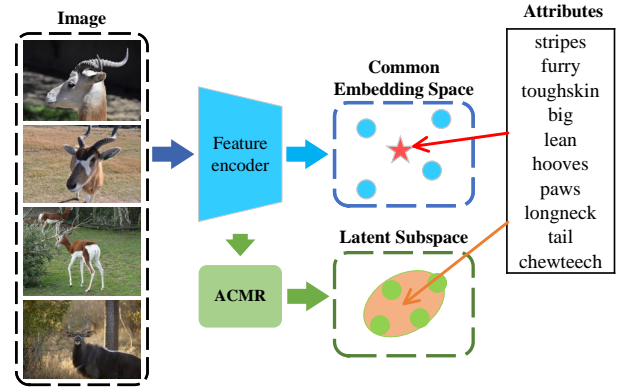 Image
Feature
encoder
ACMR
Common
Embedding Space
Latent Subspace
Attributes
stripes
furry
toughskin
big
lean
hooves
paws
longneck
tail
chewteech